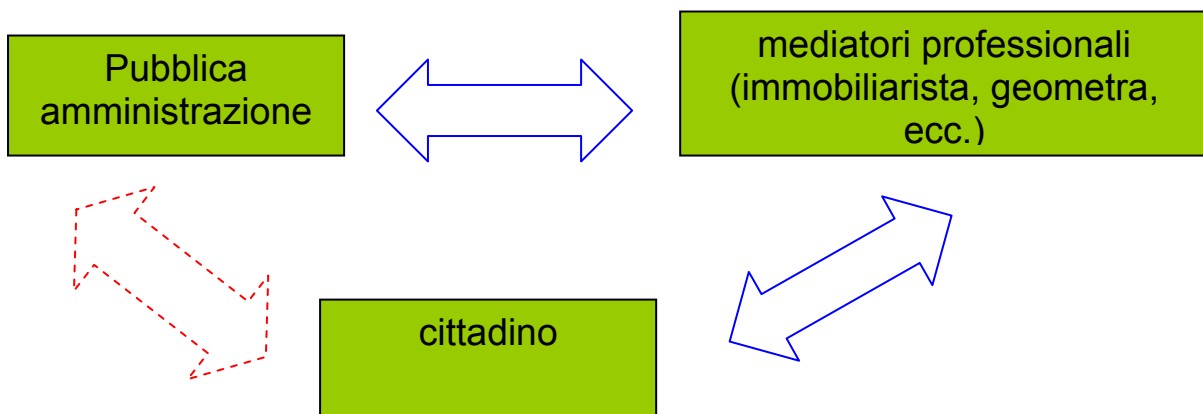 Pubblica
amministrazione
mediatori professionali
(immobiliarista, geometra,
ecc.)
cittadino